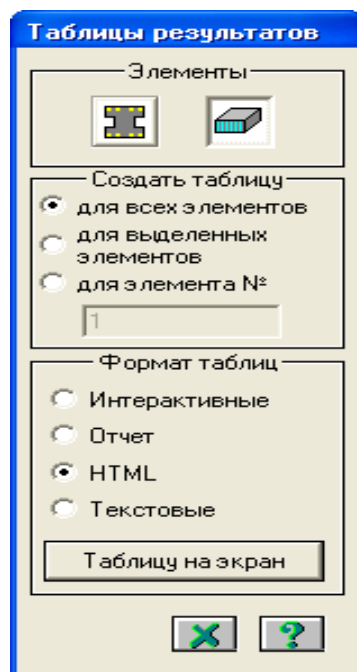 Таблицы результатов
Элементы
Создать таблицу
для всех элементов
для выделенных
элементов
для элемента №
1
Формат таблиц
Интерактивные
Отчет
HTML
Текстовые
Таблицу на экран
?